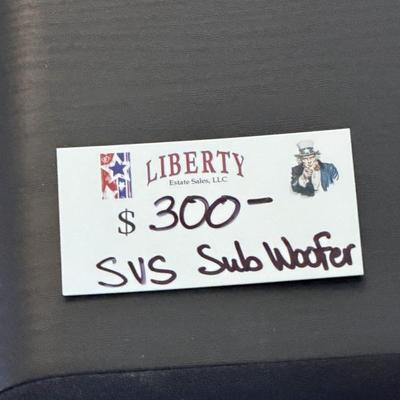 LIBERTY
Estate Sales, LLC
$ 300-
SVS Sub Woofer